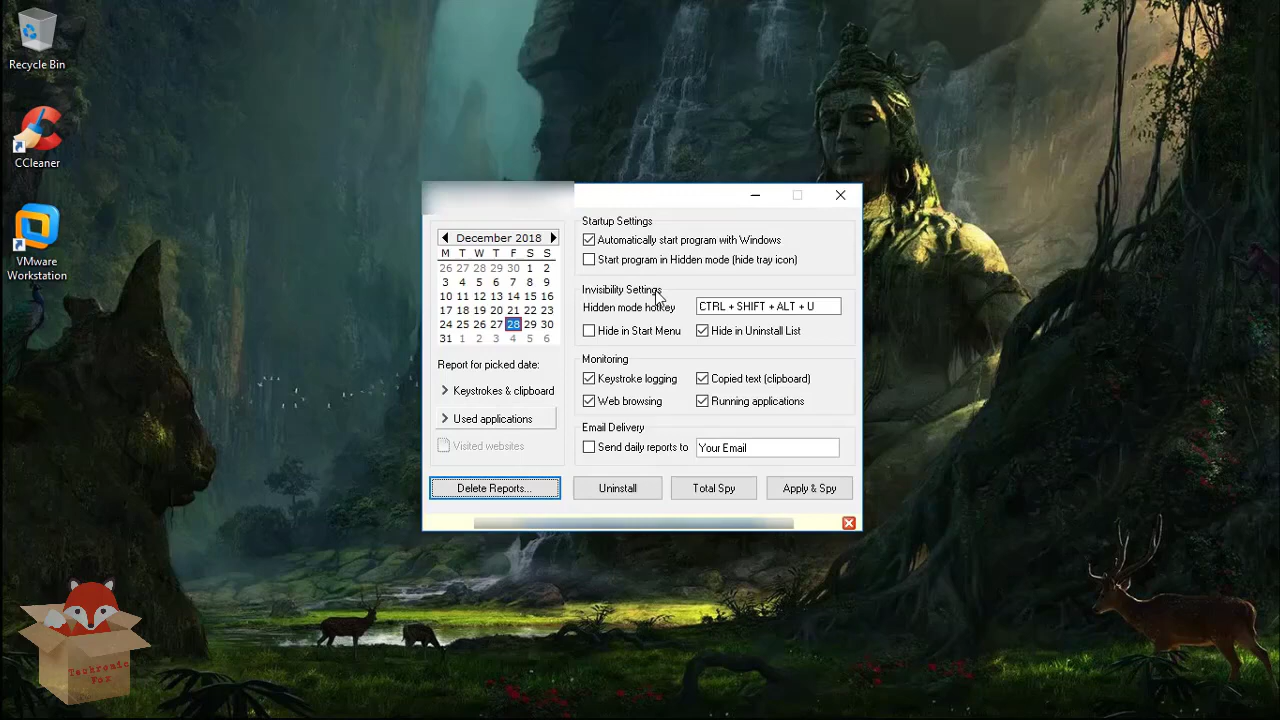 Recycle Bin
CCleaner
VMware
Workstation
December 2018
M T W T F S S
26 27 28 29 30 1 2
3 4 5 6 7 8 9
10 11 12 13 14 15 16
17 18 19 20 21 22 23
24 25 26 27 28 29 30
31 1 2 3 4 5 6
Report for picked date:
Keystrokes & clipboard
Used applications
Visited websites
Delete Reports...
Startup Settings
Automatically start program with Windows
Start program in Hidden mode (hide tray icon)
Invisibility Settings
Hidden mode hotkey CTRL + SHIFT + ALT + U
Hide in Start Menu Hide in Uninstall List
Monitoring
Keystroke logging Copied text (clipboard)
Web browsing Running applications
Email Delivery
Send daily reports to Your Email
Uninstall Total Spy Apply & Spy
Techronic
Fox